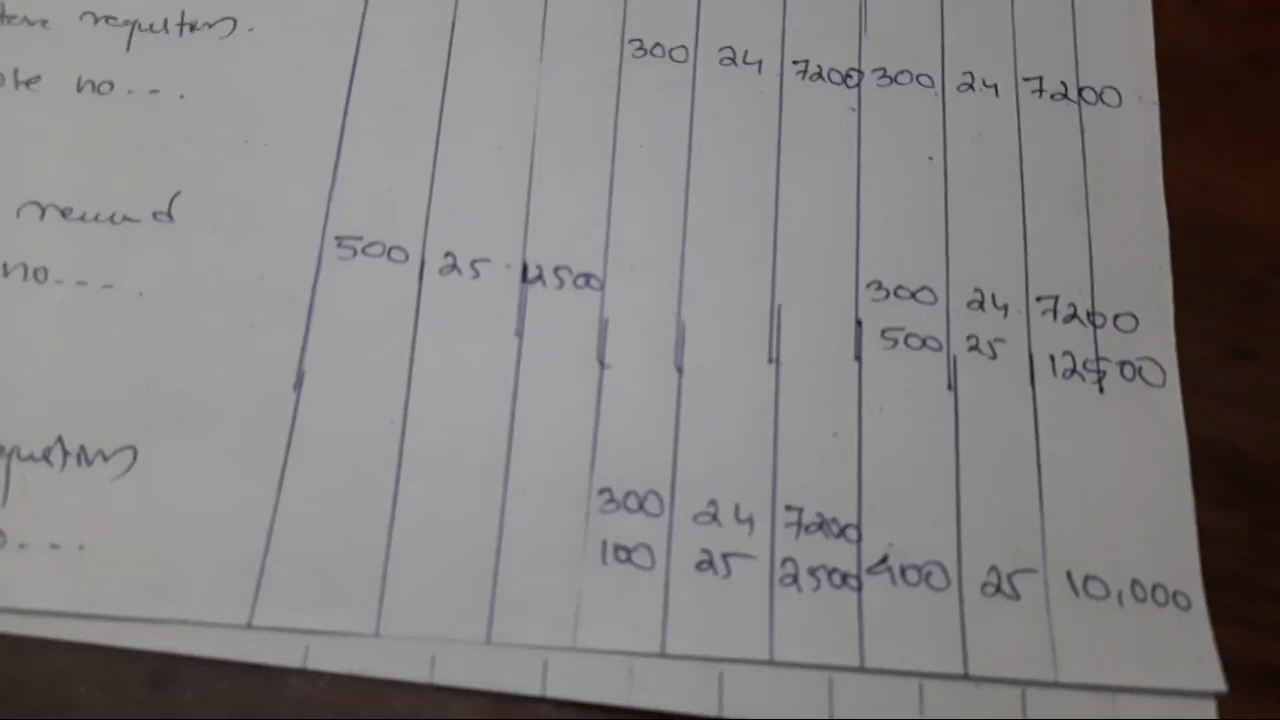 300 24 7200 300 24 7200
no...
500 25 12500
no....
300 24 7200
500 25 12500
300 24 7200
100 25 2500 400 25 10,000